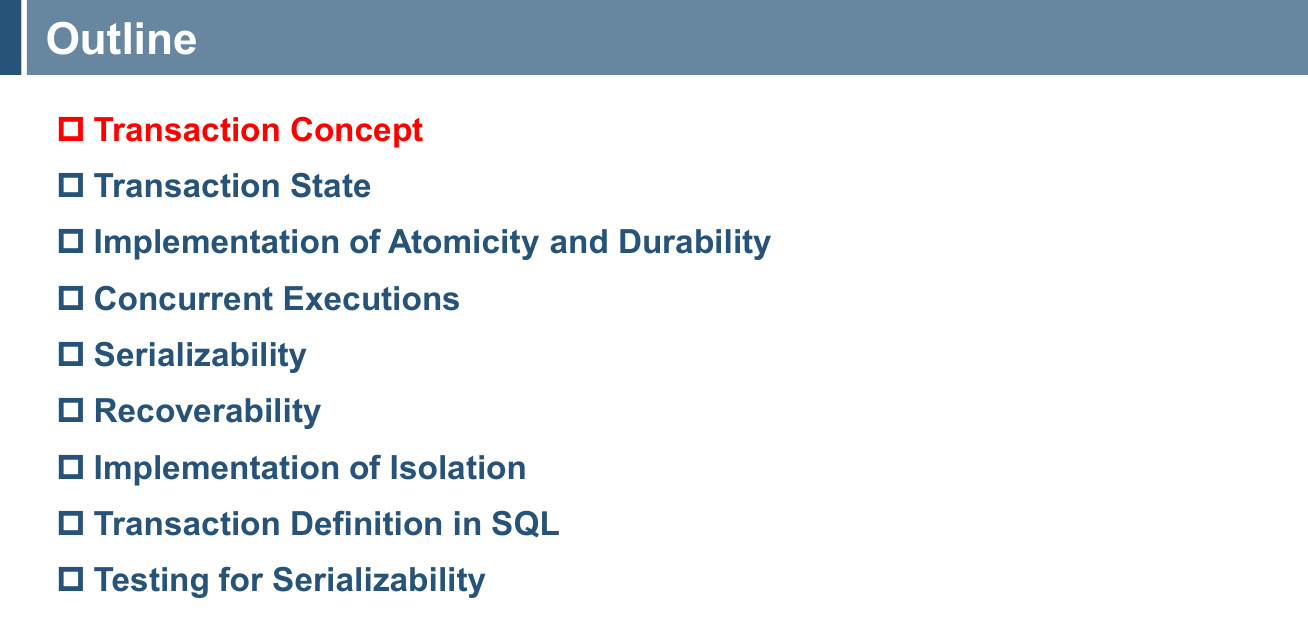 Outline
Transaction Concept
Transaction State
Implementation of Atomicity and Durability
Concurrent Executions
Serializability
Recoverability
Implementation of Isolation
Transaction Definition in SQL
Testing for Serializability